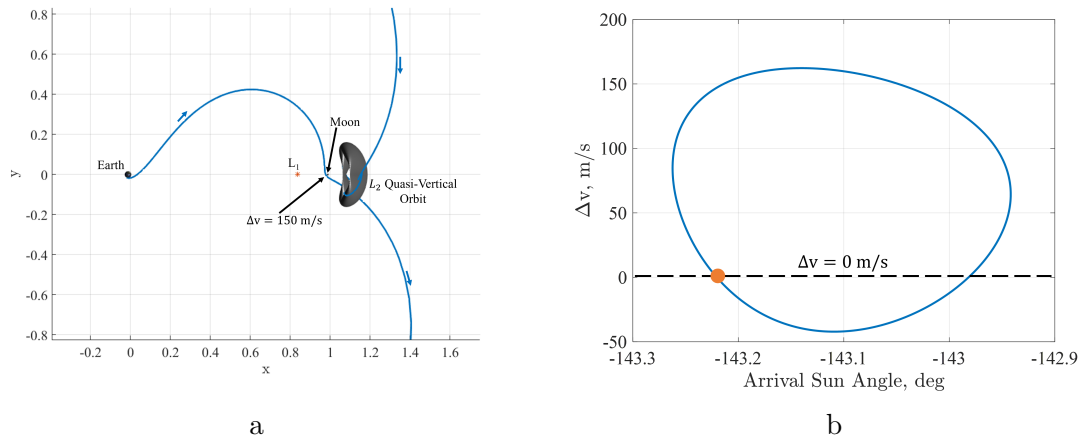 0.8
0.6
0.4
0.2
0
-0.2
-0.4
-0.6
-0.8
y
-0.2 0 0.2 0.4 0.6 0.8 1 1.2 1.4 1.6
x
Earth
L₁
Moon
L₂ Quasi-Vertical
Orbit
Δv = 150 m/s
a
200
150
100
50
0
-50
Δv, m/s
Δv = 0 m/s
-143.3 -143.2 -143.1 -143 -142.9
Arrival Sun Angle, deg
b